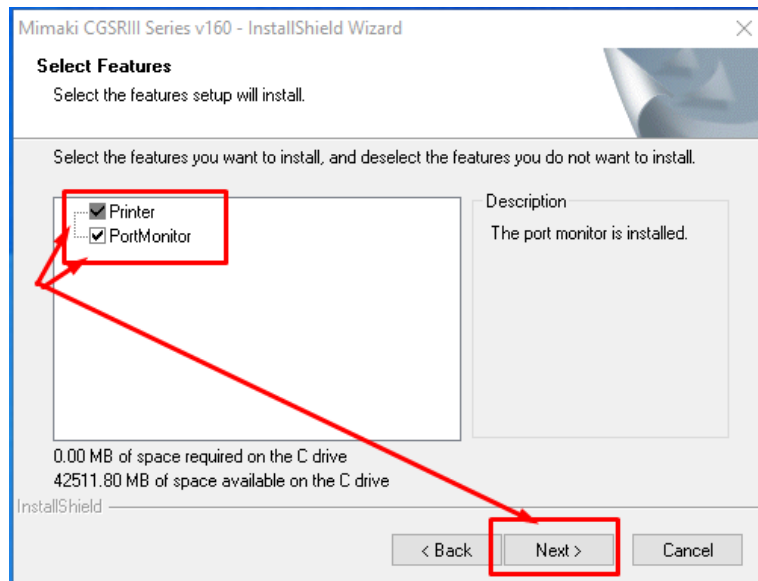 Mimaki CGSRIII Series v160 - InstallShield Wizard
Select Features
Select the features setup will install.
Select the features you want to install, and deselect the features you do not want to install.
Printer
PortMonitor
Description
The port monitor is installed.
0.00 MB of space required on the C drive
42511.80 MB of space available on the C drive
InstallShield
< Back
Next >
Cancel